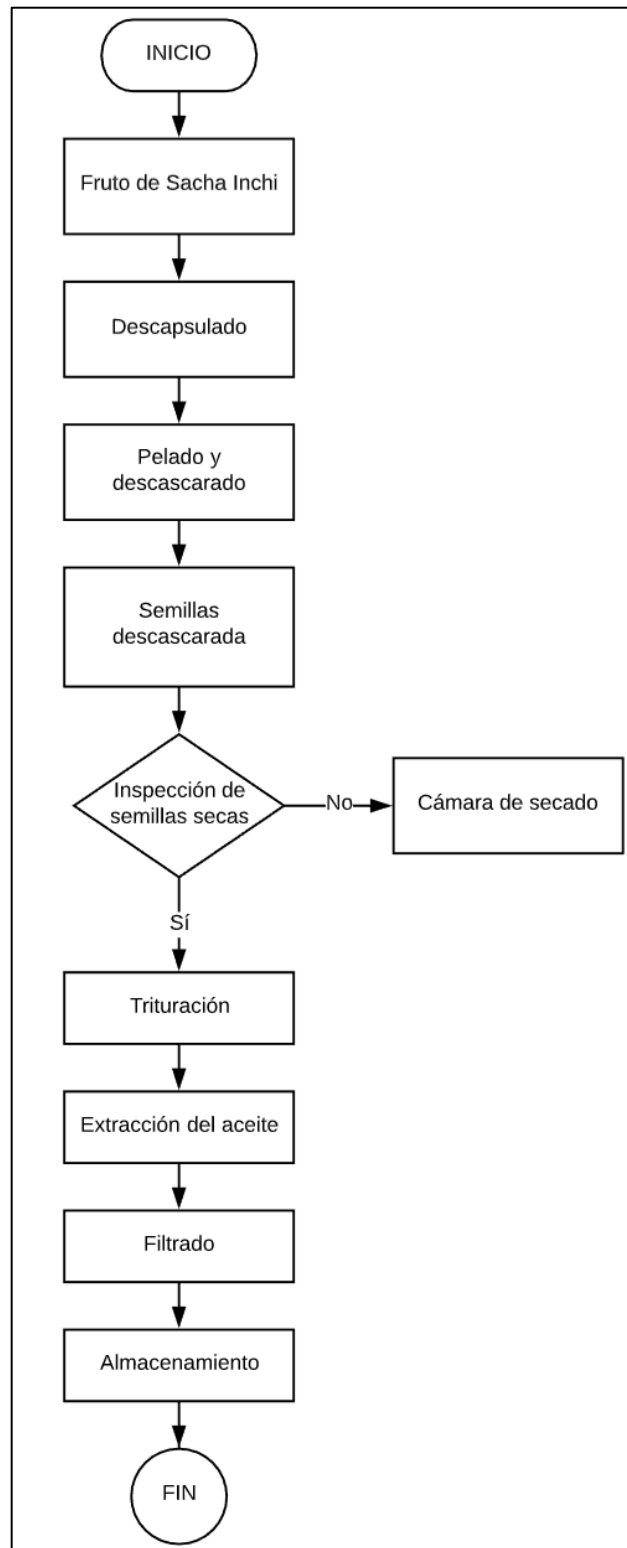 INICIO
Fruto de Sacha Inchi
Descapsulado
Pelado y
descascarado
Semillas
descascarada
Inspección de
semillas secas
No
Cámara de secado
Sí
Trituración
Extracción del aceite
Filtrado
Almacenamiento
FIN